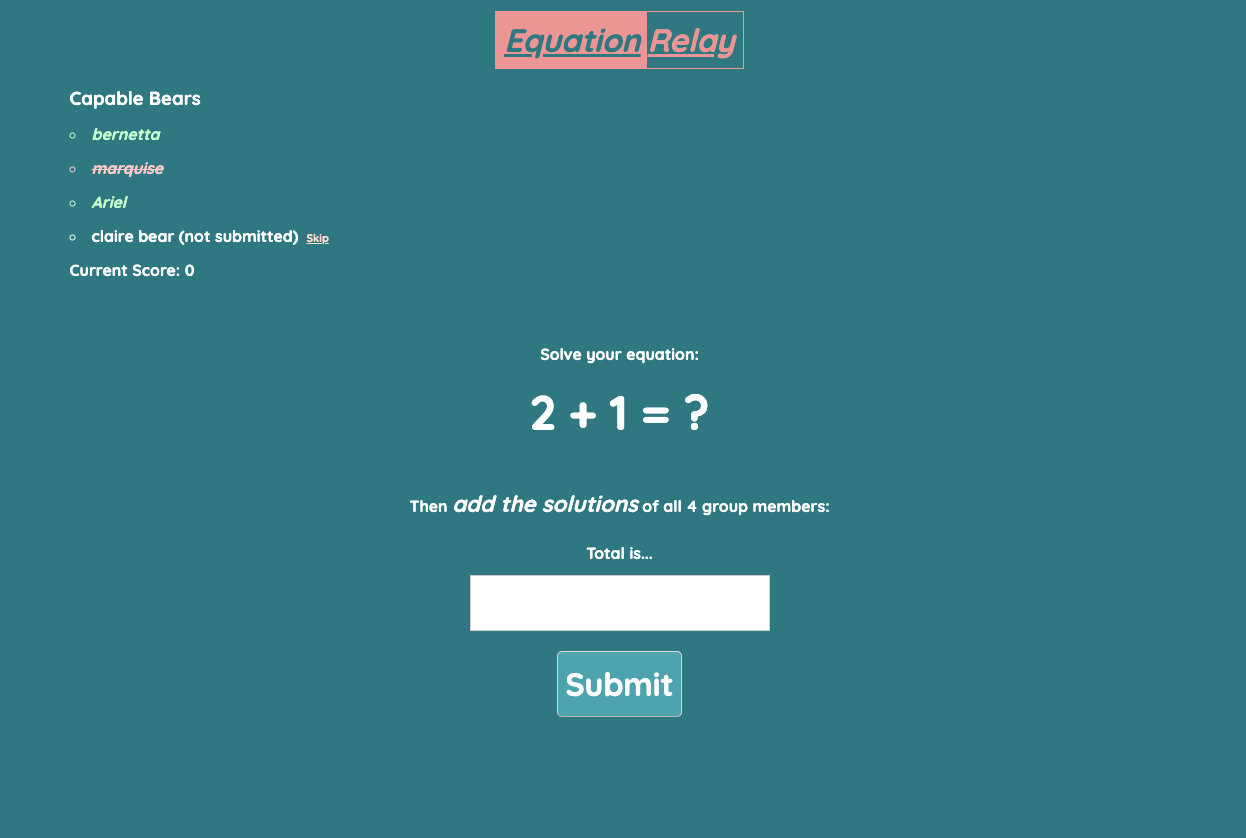 Equation Relay
Capable Bears
bernetta
marquise
Ariel
claire bear (not submitted) Skip
Current Score: 0
Solve your equation:
2 + 1 = ?
Then add the solutions of all 4 group members:
Total is...
Submit